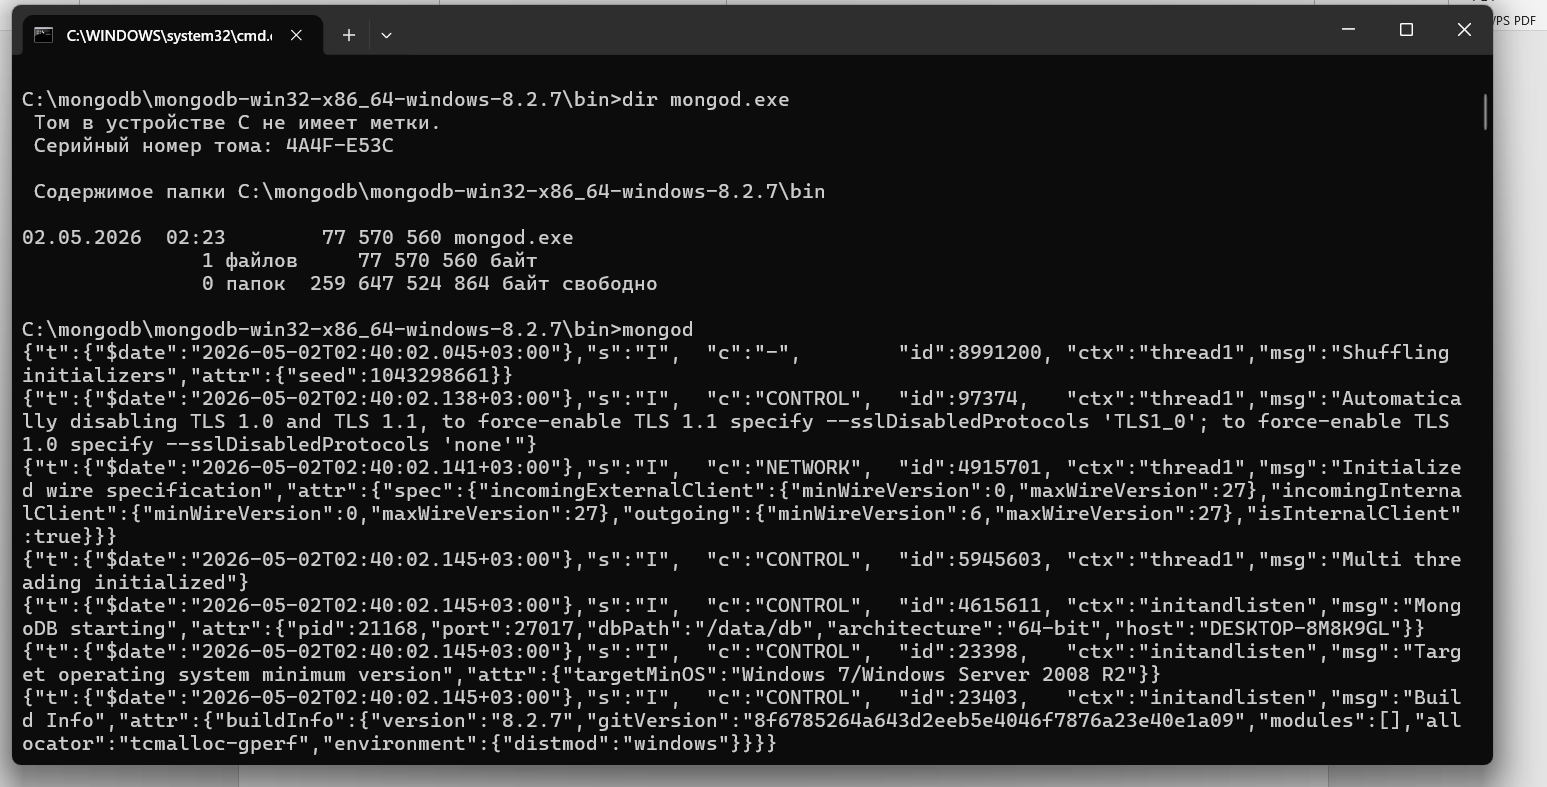 /PS PDF
C:\WINDOWS\system32\cmd.e
C:\mongodb\mongodb-win32-x86_64-windows-8.2.7\bin>dir mongod.exe
 Том в устройстве C не имеет метки.
 Серийный номер тома: 4A4F-E53C
 Содержимое папки C:\mongodb\mongodb-win32-x86_64-windows-8.2.7\bin
02.05.2026  02:23        77 570 560 mongod.exe
               1 файлов     77 570 560 байт
               0 папок  259 647 524 864 байт свободно
C:\mongodb\mongodb-win32-x86_64-windows-8.2.7\bin>mongod
{"t":{"$date":"2026-05-02T02:40:02.045+03:00"},"s":"I",  "c":"-",        "id":8991200, "ctx":"thread1","msg":"Shuffling
initializers","attr":{"seed":1043298661}}
{"t":{"$date":"2026-05-02T02:40:02.138+03:00"},"s":"I",  "c":"CONTROL",  "id":97374,   "ctx":"thread1","msg":"Automatica
lly disabling TLS 1.0 and TLS 1.1, to force-enable TLS 1.1 specify --sslDisabledProtocols 'TLS1_0'; to force-enable TLS
1.0 specify --sslDisabledProtocols 'none'"}
{"t":{"$date":"2026-05-02T02:40:02.141+03:00"},"s":"I",  "c":"NETWORK",  "id":4915701, "ctx":"thread1","msg":"Initialize
d wire specification","attr":{"spec":{"incomingExternalClient":{"minWireVersion":0,"maxWireVersion":27},"incomingInterna
lClient":{"minWireVersion":0,"maxWireVersion":27},"outgoing":{"minWireVersion":6,"maxWireVersion":27},"isInternalClient"
:true}}}
{"t":{"$date":"2026-05-02T02:40:02.145+03:00"},"s":"I",  "c":"CONTROL",  "id":5945603, "ctx":"thread1","msg":"Multi thre
ading initialized"}
{"t":{"$date":"2026-05-02T02:40:02.145+03:00"},"s":"I",  "c":"CONTROL",  "id":4615611, "ctx":"initandlisten","msg":"Mong
oDB starting","attr":{"pid":21168,"port":27017,"dbPath":"/data/db","architecture":"64-bit","host":"DESKTOP-8M8K9GL"}}
{"t":{"$date":"2026-05-02T02:40:02.145+03:00"},"s":"I",  "c":"CONTROL",  "id":23398,   "ctx":"initandlisten","msg":"Targ
et operating system minimum version","attr":{"targetMinOS":"Windows 7/Windows Server 2008 R2"}}
{"t":{"$date":"2026-05-02T02:40:02.145+03:00"},"s":"I",  "c":"CONTROL",  "id":23403,   "ctx":"initandlisten","msg":"Buil
d Info","attr":{"buildInfo":{"version":"8.2.7","gitVersion":"8f6785264a643d2eeb5e4046f7876a23e40e1a09","modules":[],"all
ocator":"tcmalloc-gperf","environment":{"distmod":"windows"}}}}